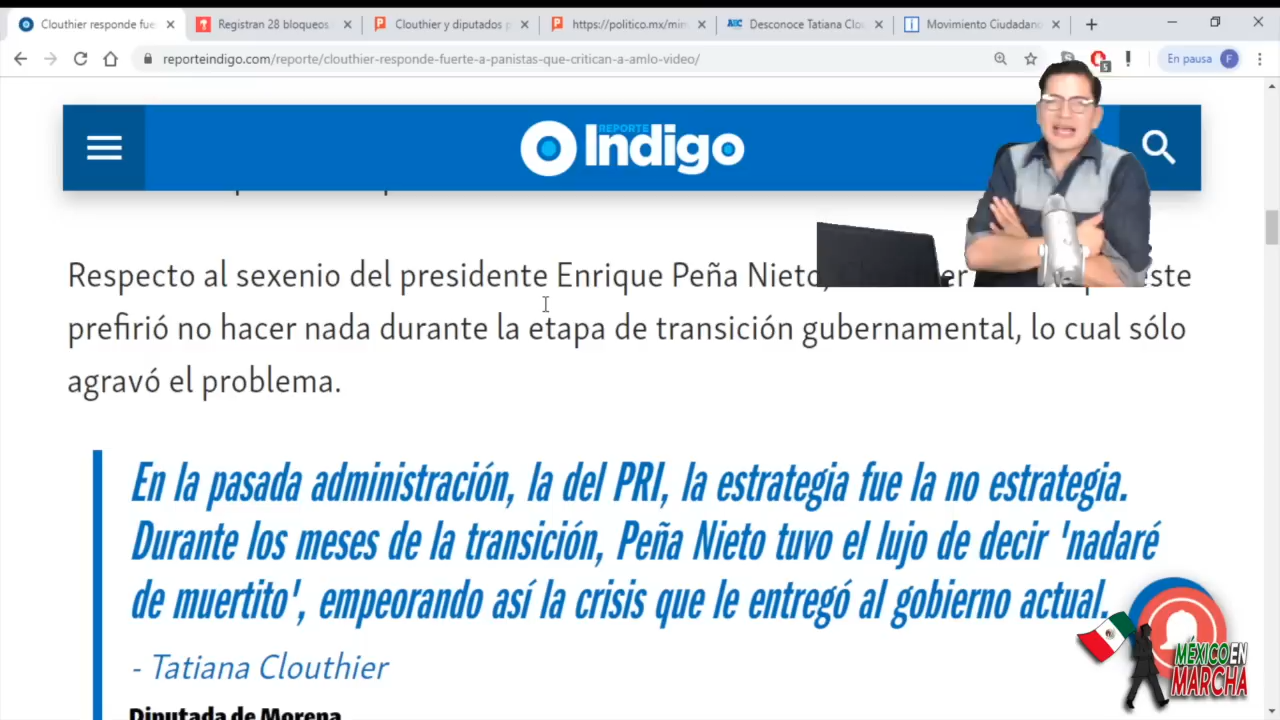 Clouthier responde fue
Registran 28 bloqueos
Clouthier y diputados p
https://politico.mx/min
Desconoce Tatiana Clou
Movimiento Ciudadano
reporteindigo.com/reporte/clouthier-responde-fuerte-a-panistas-que-critican-a-amlo-video/
5
En pausa
F
REPORTE
Indigo
Respecto al sexenio del presidente Enrique Peña Nieto, este
prefirió no hacer nada durante la etapa de transición gubernamental, lo cual sólo
agravó el problema.
En la pasada administración, la del PRI, la estrategia fue la no estrategia.
Durante los meses de la transición, Peña Nieto tuvo el lujo de decir 'nadaré
de muertito', empeorando así la crisis que le entregó al gobierno actual.
- Tatiana Clouthier
Diputada de Morena
MÉXICO EN
MARCHA